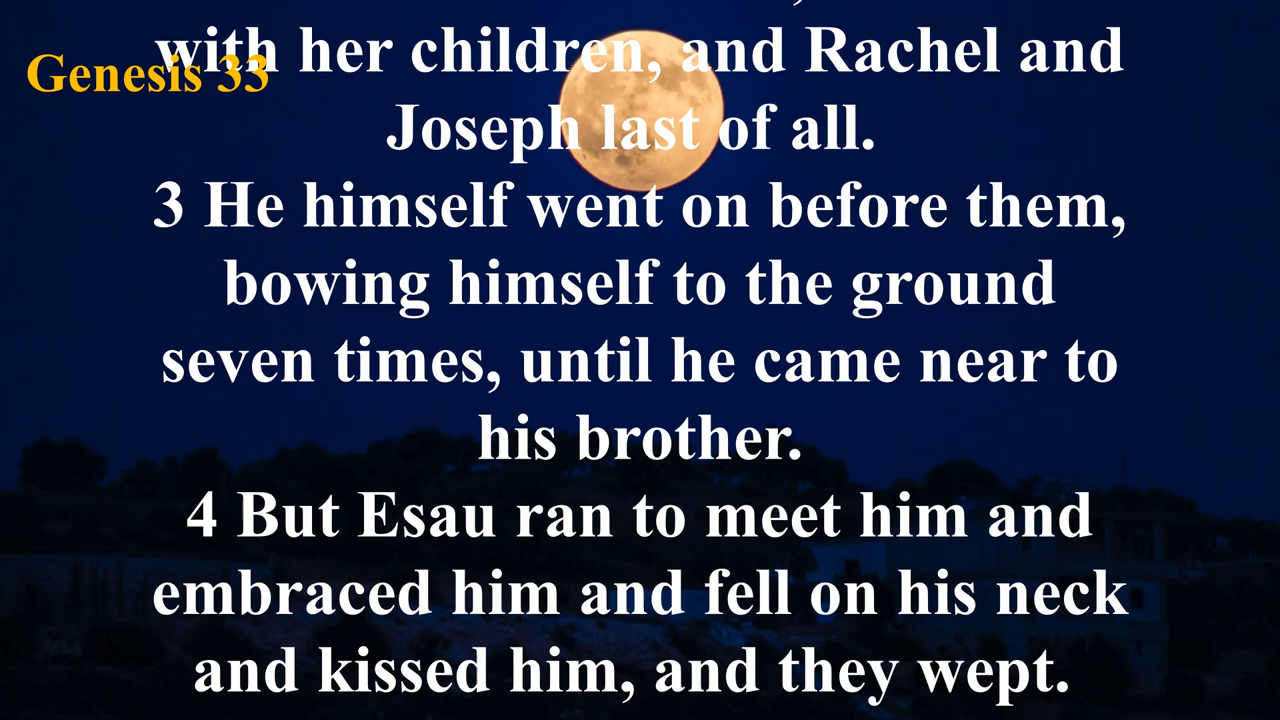 with her children, and Rachel and
Genesis 33
Joseph last of all.
3 He himself went on before them,
bowing himself to the ground
seven times, until he came near to
his brother.
4 But Esau ran to meet him and
embraced him and fell on his neck
and kissed him, and they wept.